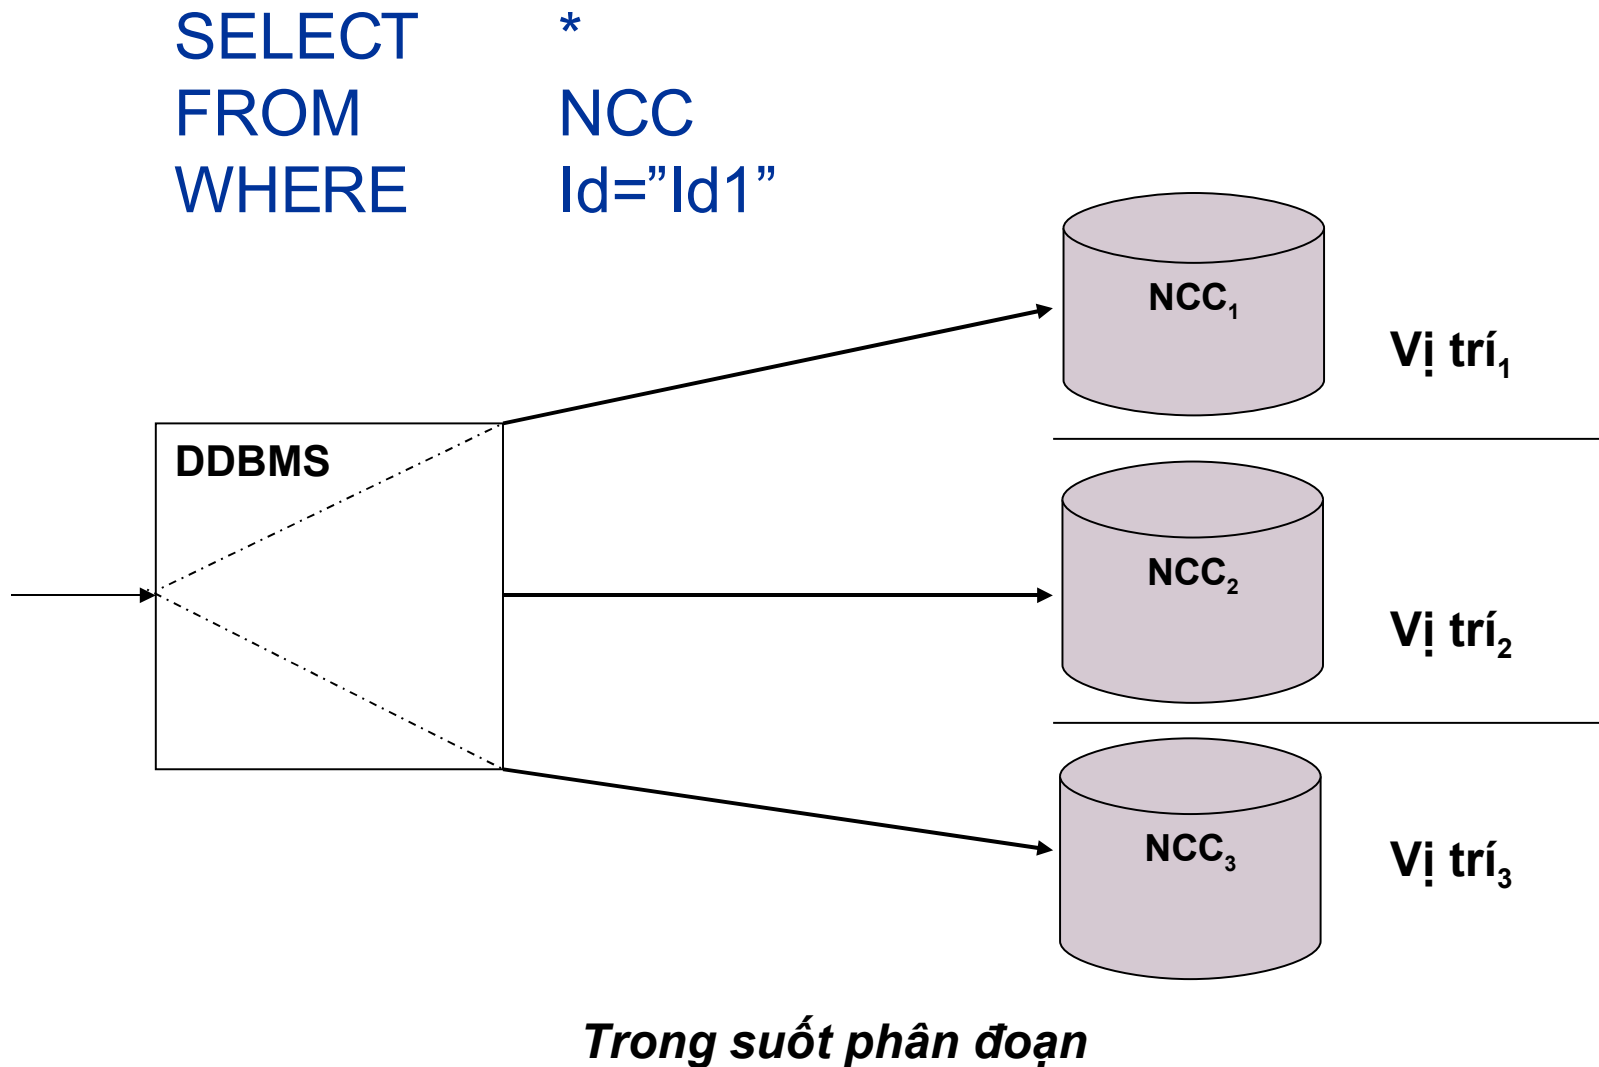 SELECT *
FROM NCC
WHERE Id=”Id1”
NCC₁
Vị trí₁
DDBMS
NCC₂
Vị trí₂
NCC₃
Vị trí₃
Trong suốt phân đoạn